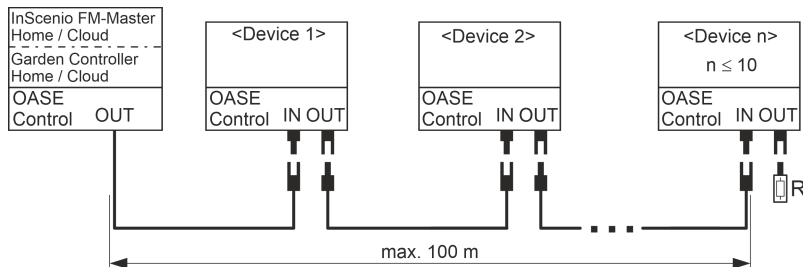 InScenio FM-Master
Home / Cloud
Garden Controller
Home / Cloud
OASE
Control OUT
<Device 1>
OASE
Control IN OUT
<Device 2>
OASE
Control IN OUT
<Device n>
n ≤ 10
OASE
Control IN OUT
R
max. 100 m